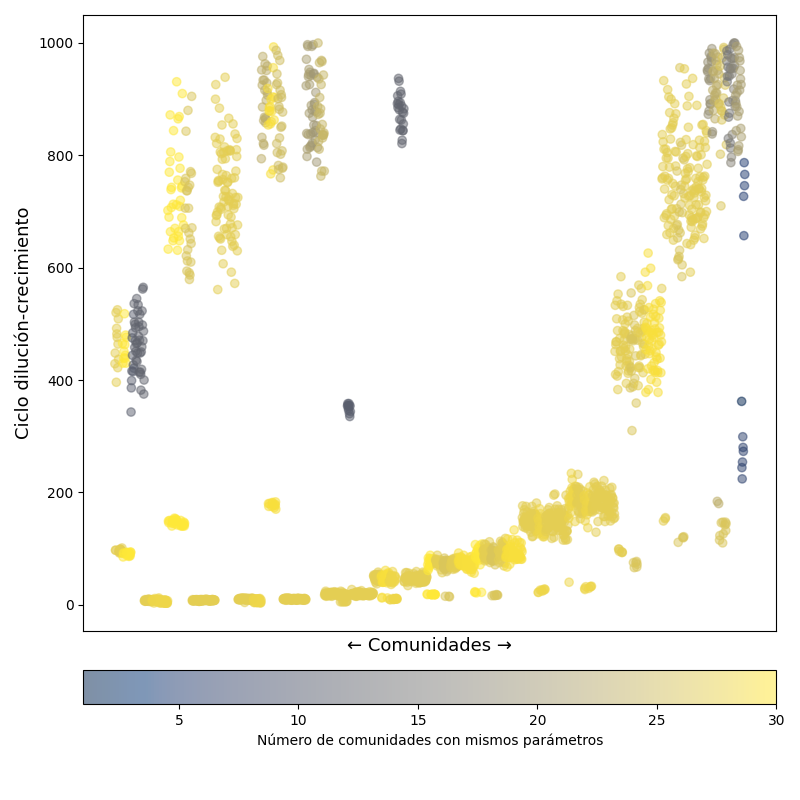 1000
800
600
400
200
0
Ciclo dilución-crecimiento
← Comunidades →
5 10 15 20 25 30
Número de comunidades con mismos parámetros